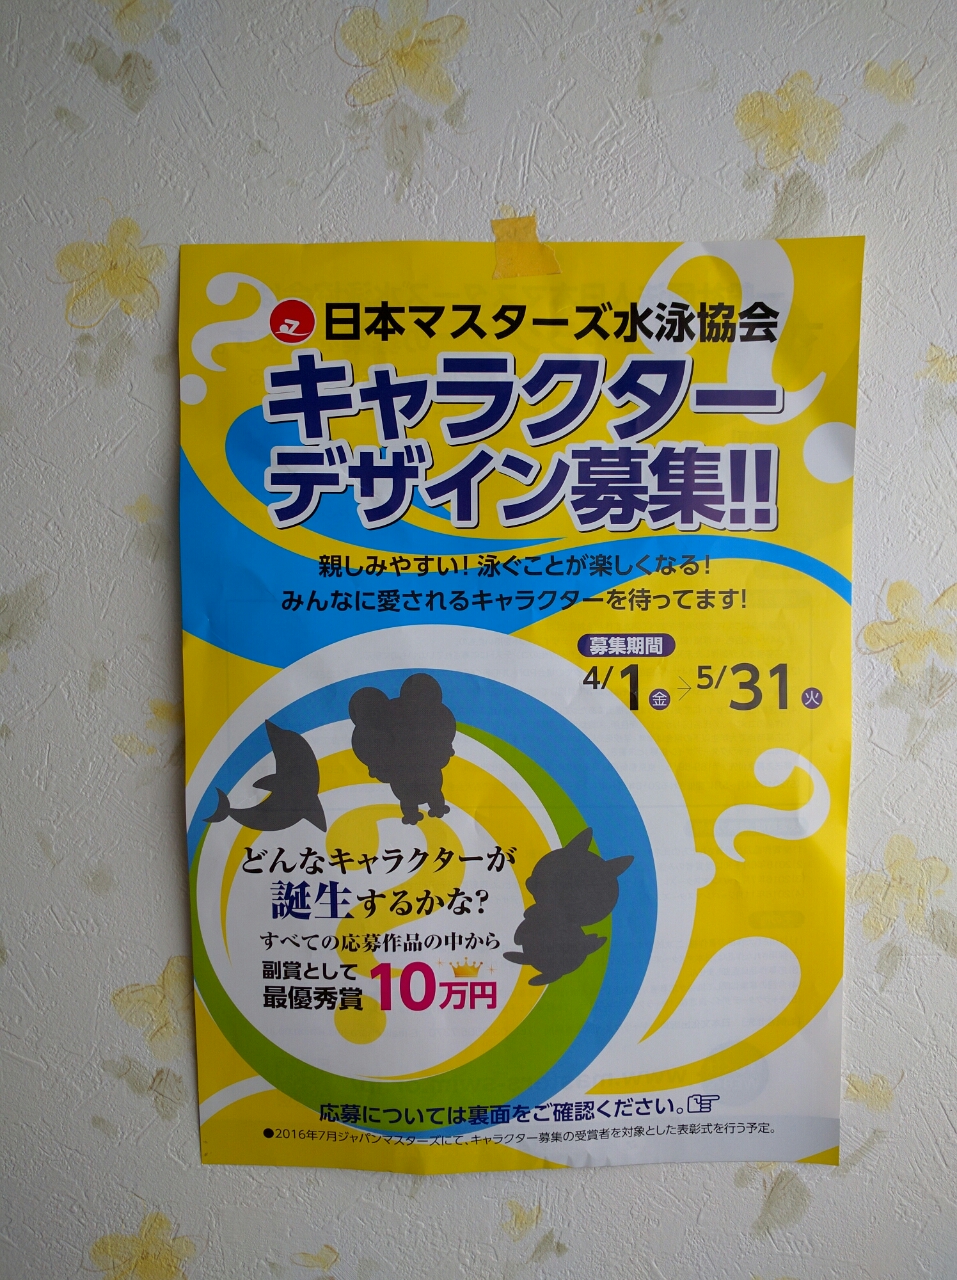 日本マスターズ水泳協会
キャラクター
デザイン募集!!
親しみやすい!泳ぐことが楽しくなる!
みんなに愛されるキャラクターを待ってます!
募集期間
4/1金→5/31火
どんなキャラクターが
誕生するかな?
すべての応募作品の中から
副賞として
最優秀賞10万円
応募については裏面をご確認ください。
●2016年7月ジャパンマスターズにて、キャラクター募集の受賞者を対象とした表彰式を行う予定。